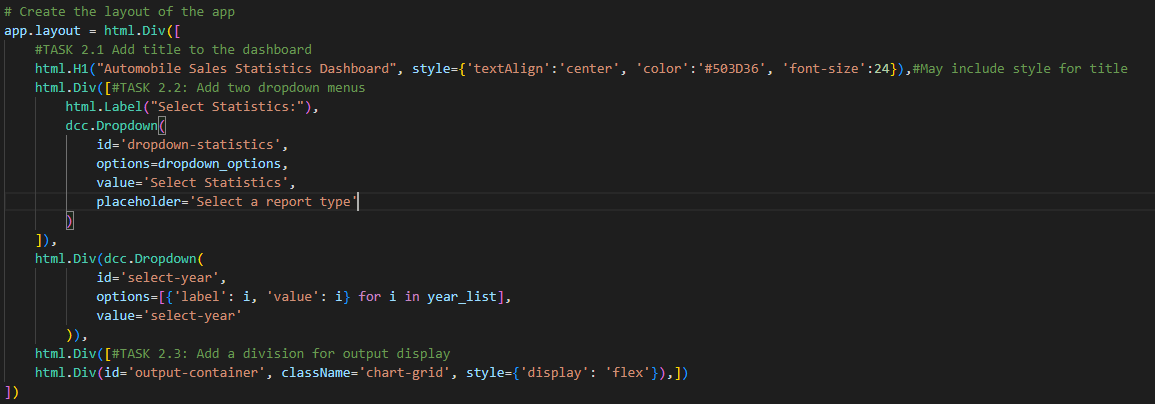 # Create the layout of the app
app.layout = html.Div([
    #TASK 2.1 Add title to the dashboard
    html.H1("Automobile Sales Statistics Dashboard", style={'textAlign':'center', 'color':'#503D36', 'font-size':24}),#May include style for title
    html.Div([#TASK 2.2: Add two dropdown menus
        html.Label("Select Statistics:"),
        dcc.Dropdown(
            id='dropdown-statistics',
            options=dropdown_options,
            value='Select Statistics',
            placeholder='Select a report type'
        )
    ]),
    html.Div(dcc.Dropdown(
            id='select-year',
            options=[{'label': i, 'value': i} for i in year_list],
            value='select-year'
        )),
    html.Div([#TASK 2.3: Add a division for output display
    html.Div(id='output-container', className='chart-grid', style={'display': 'flex'}),])
])